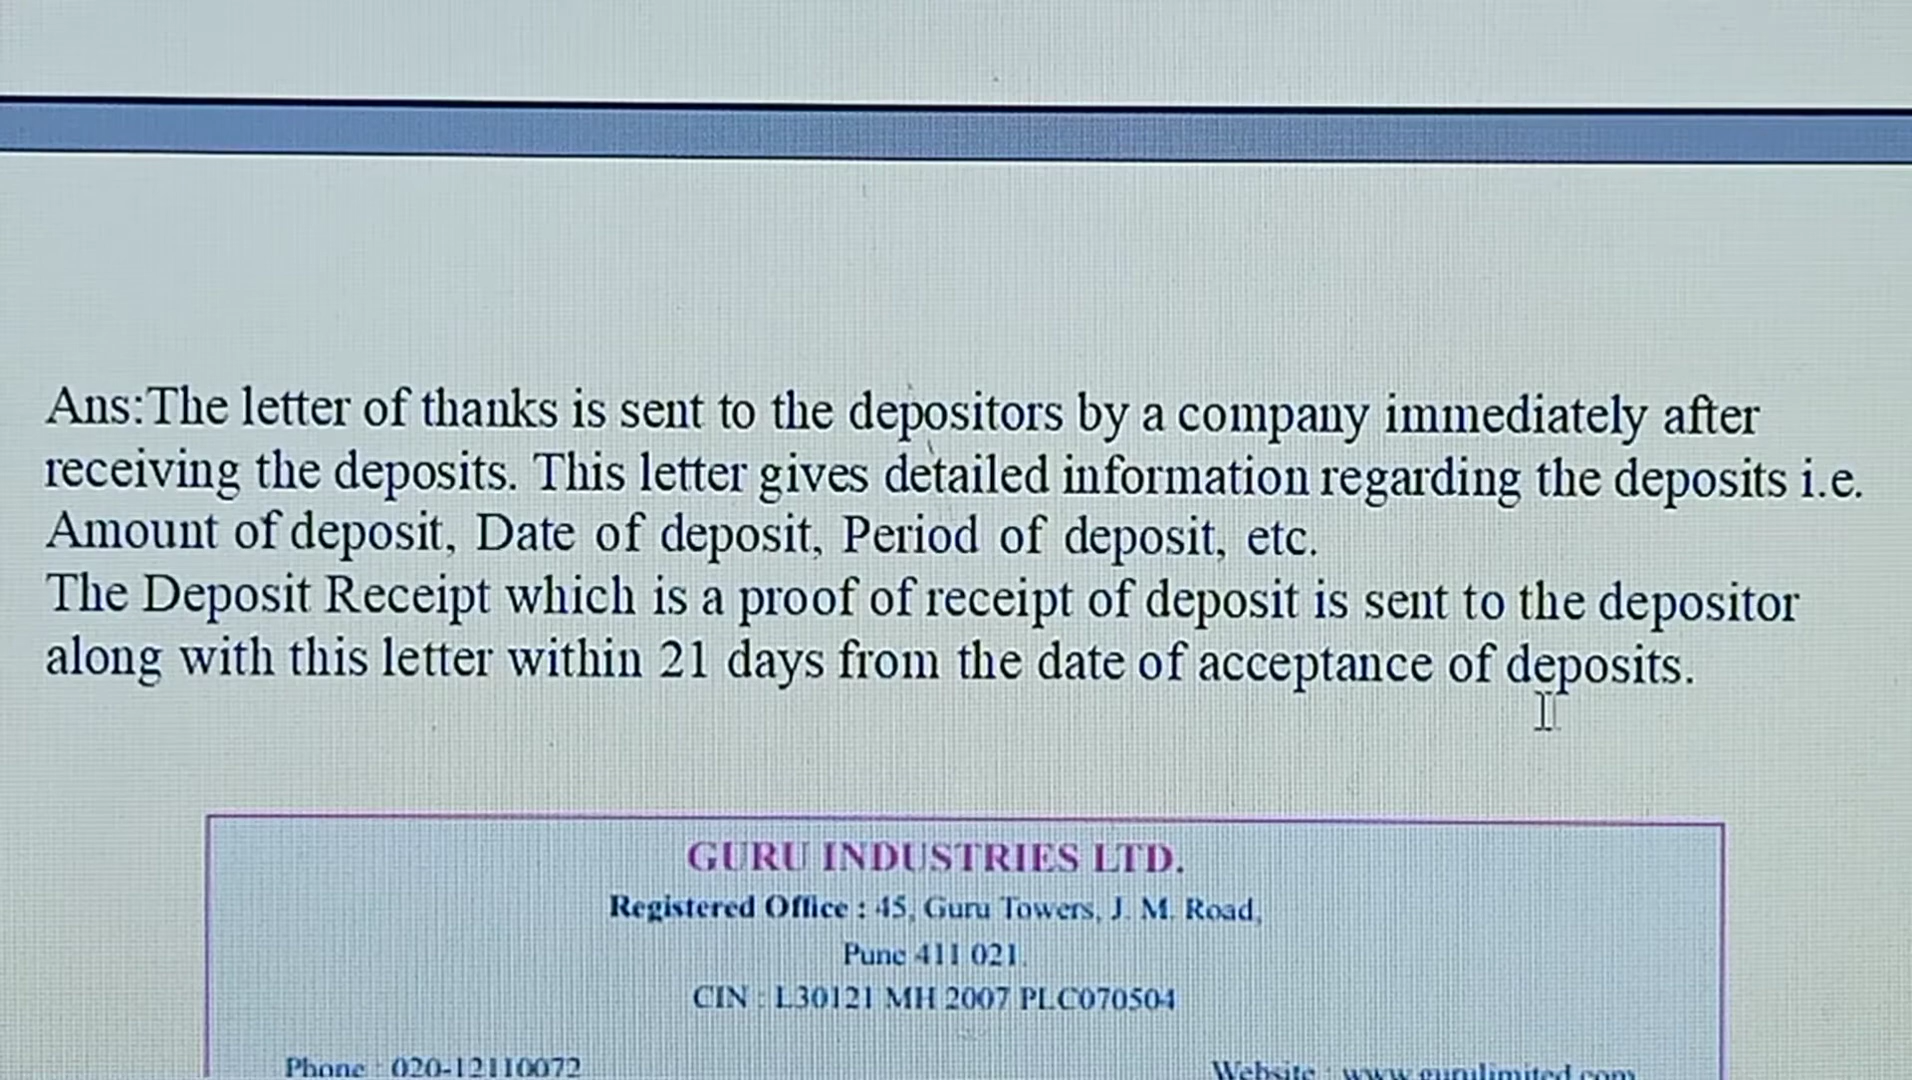 Ans:The letter of thanks is sent to the depositors by a company immediately after
receiving the deposits. This letter gives detailed information regarding the deposits i.e.
Amount of deposit, Date of deposit, Period of deposit, etc.
The Deposit Receipt which is a proof of receipt of deposit is sent to the depositor
along with this letter within 21 days from the date of acceptance of deposits.
GURU INDUSTRIES LTD.
Registered Office : 45, Guru Towers, J. M. Road,
Pune 411 021.
CIN : L30121 MH 2007 PLC070504
Phone : 020-12110072
Website : www.gurulimited.com